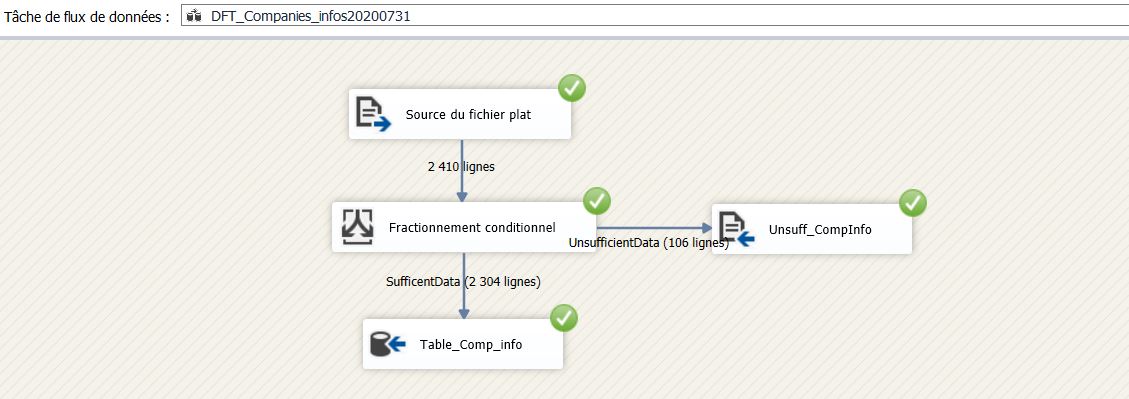 Tâche de flux de données : DFT_Companies_infos20200731
Source du fichier plat
2 410 lignes
Fractionnement conditionnel
UnsufficientData (106 lignes)
Unsuff_CompInfo
SufficentData (2 304 lignes)
Table_Comp_info